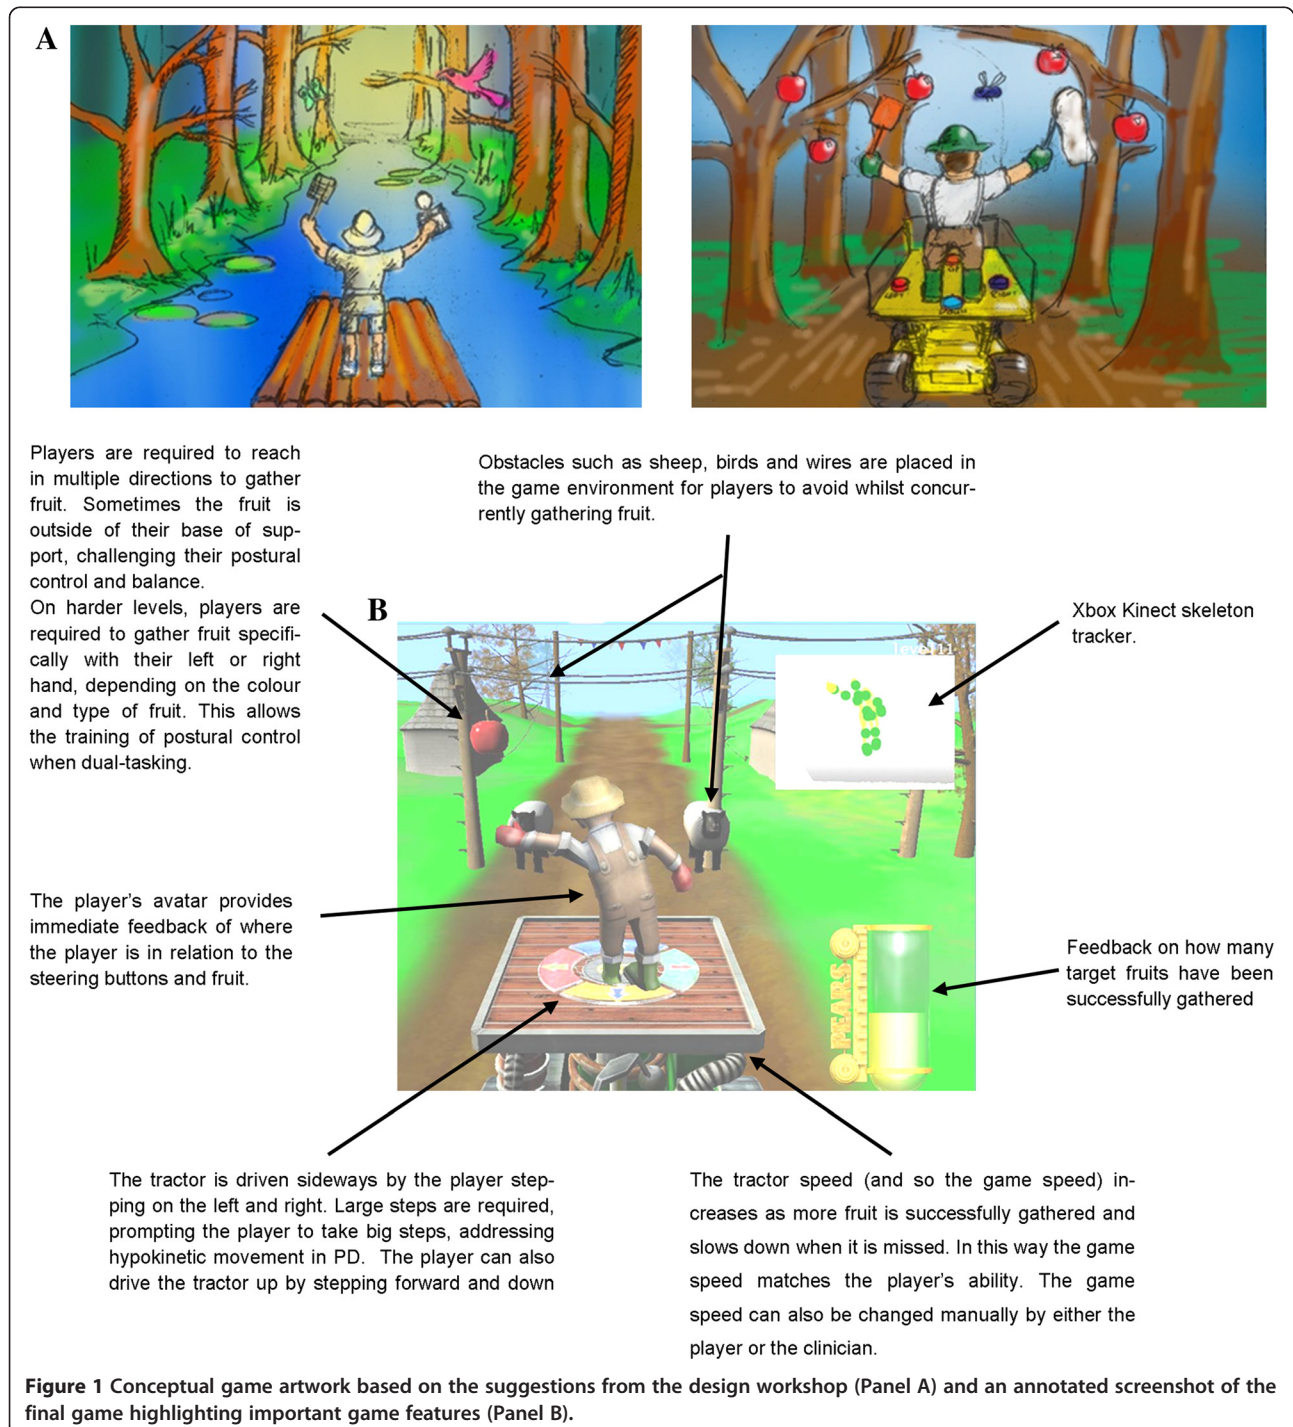 A
Players are required to reach
in multiple directions to gather
fruit. Sometimes the fruit is
outside of their base of sup-
port, challenging their postural
control and balance.
On harder levels, players are
required to gather fruit specifi-
cally with their left or right
hand, depending on the colour
and type of fruit. This allows
the training of postural control
when dual-tasking.
Obstacles such as sheep, birds and wires are placed in
the game environment for players to avoid whilst concur-
rently gathering fruit.
B
Xbox Kinect skeleton
tracker.
level11
The player's avatar provides
immediate feedback of where
the player is in relation to the
steering buttons and fruit.
Feedback on how many
target fruits have been
successfully gathered
PEARS
The tractor is driven sideways by the player step-
ping on the left and right. Large steps are required,
prompting the player to take big steps, addressing
hypokinetic movement in PD. The player can also
drive the tractor up by stepping forward and down
The tractor speed (and so the game speed) in-
creases as more fruit is successfully gathered and
slows down when it is missed. In this way the game
speed matches the player's ability. The game
speed can also be changed manually by either the
player or the clinician.
Figure 1 Conceptual game artwork based on the suggestions from the design workshop (Panel A) and an annotated screenshot of the
final game highlighting important game features (Panel B).